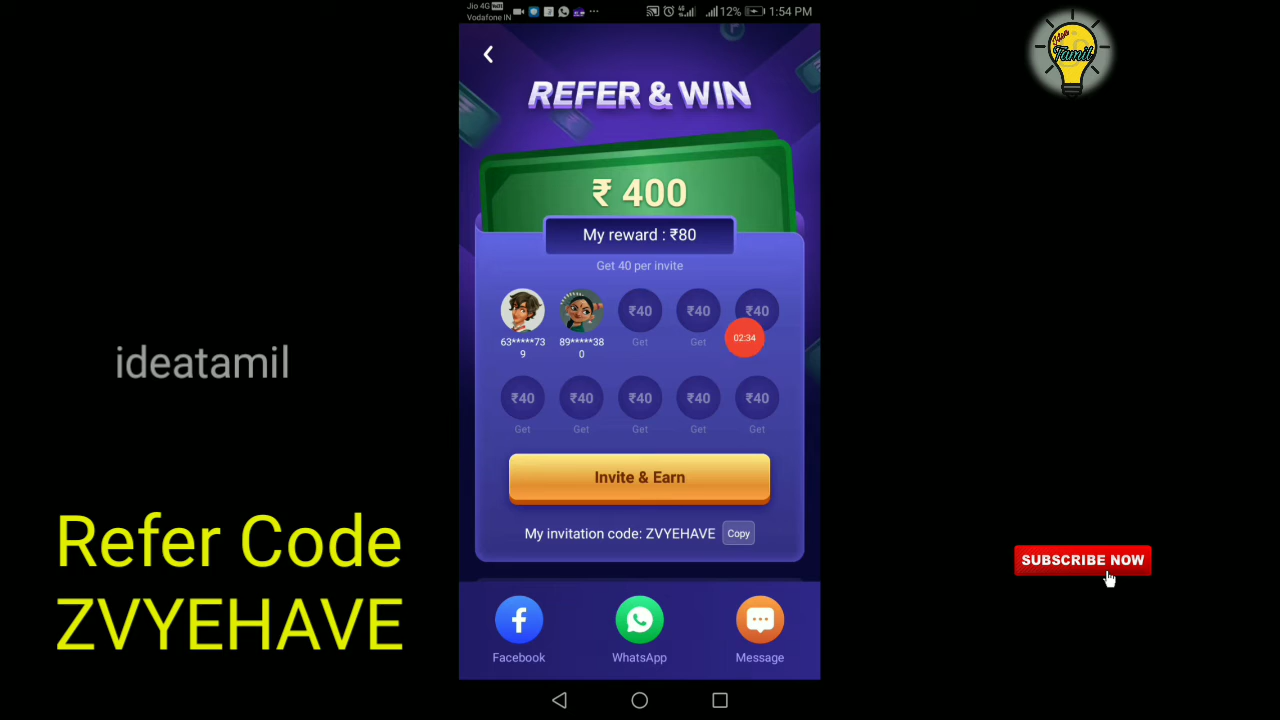 Jio 4G VoLTE
Vodafone IN
12% 1:54 PM
Idea
Tamil
REFER & WIN
₹ 400
My reward : ₹80
Get 40 per invite
₹40 ₹40 ₹40
63*****73
9
89*****38
0
Get Get
02:34
₹40 ₹40 ₹40 ₹40 ₹40
Get Get Get Get Get
Invite & Earn
My invitation code: ZVYEHAVE Copy
Facebook WhatsApp Message
ideatamil
Refer Code
ZVYEHAVE
SUBSCRIBE NOW